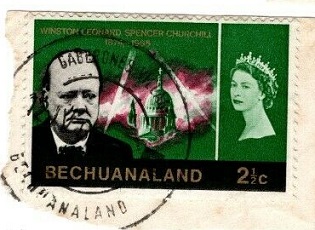 WINSTON LEONARD SPENCER CHURCHILL
1874-1965
GABERONES
BECHUANALAND 2½c
BECHUANALAND